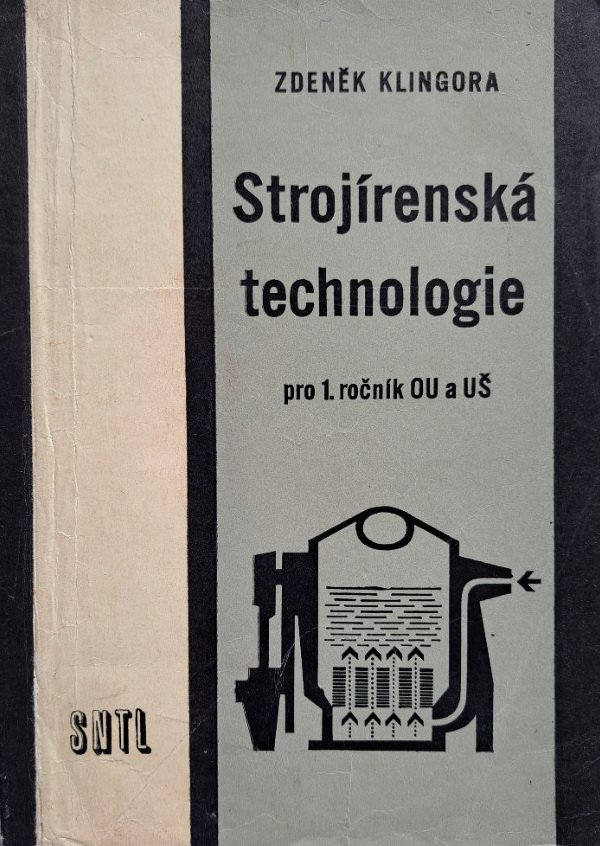 ZDENĚK KLINGORA
Strojírenská
technologie
pro 1. ročník OU a UŠ
SNTL